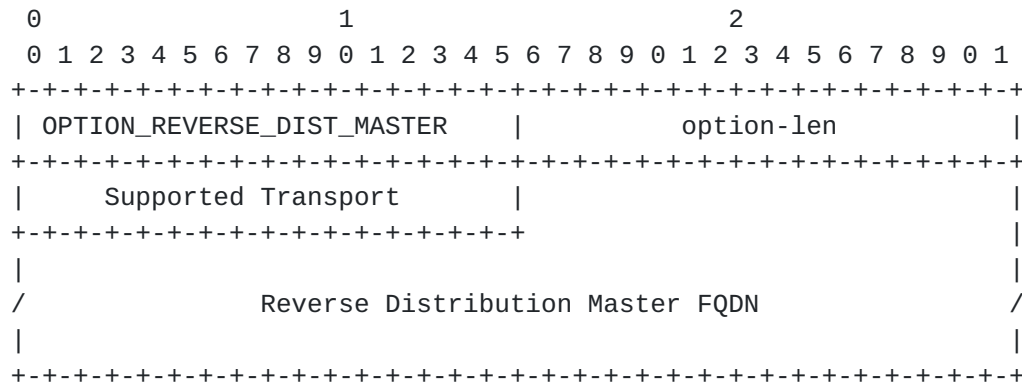 0                   1                        2
 0 1 2 3 4 5 6 7 8 9 0 1 2 3 4 5 6 7 8 9 0 1 2 3 4 5 6 7 8 9 0 1
+-+-+-+-+-+-+-+-+-+-+-+-+-+-+-+-+-+-+-+-+-+-+-+-+-+-+-+-+-+-+-+-+
| OPTION_REVERSE_DIST_MASTER    |          option-len           |
+-+-+-+-+-+-+-+-+-+-+-+-+-+-+-+-+-+-+-+-+-+-+-+-+-+-+-+-+-+-+-+-+
|     Supported Transport       |                               |
+-+-+-+-+-+-+-+-+-+-+-+-+-+-+-+-+                               |
|                                                               |
/               Reverse Distribution Master FQDN                /
|                                                               |
+-+-+-+-+-+-+-+-+-+-+-+-+-+-+-+-+-+-+-+-+-+-+-+-+-+-+-+-+-+-+-+-+